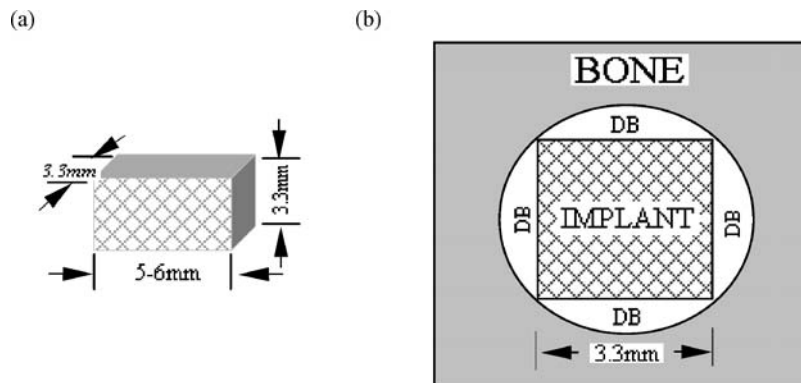 (a)
(b)
3.3mm
3.3mm
5-6mm
BONE
DB
DB
IMPLANT
DB
DB
3.3mm